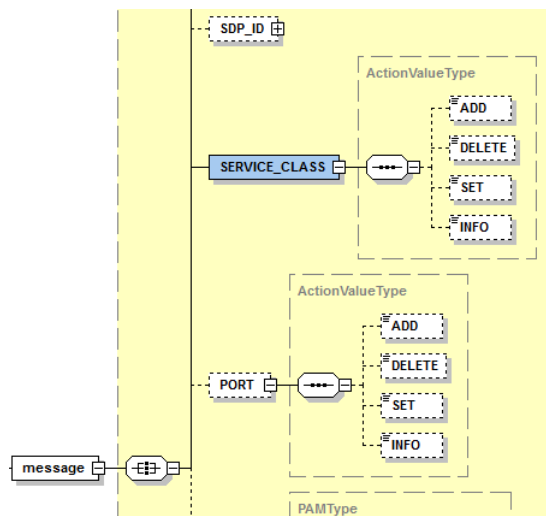 SDP_ID
ActionValueType
ADD
DELETE
SERVICE_CLASS
SET
INFO
ActionValueType
ADD
DELETE
PORT
SET
INFO
message
PAMType